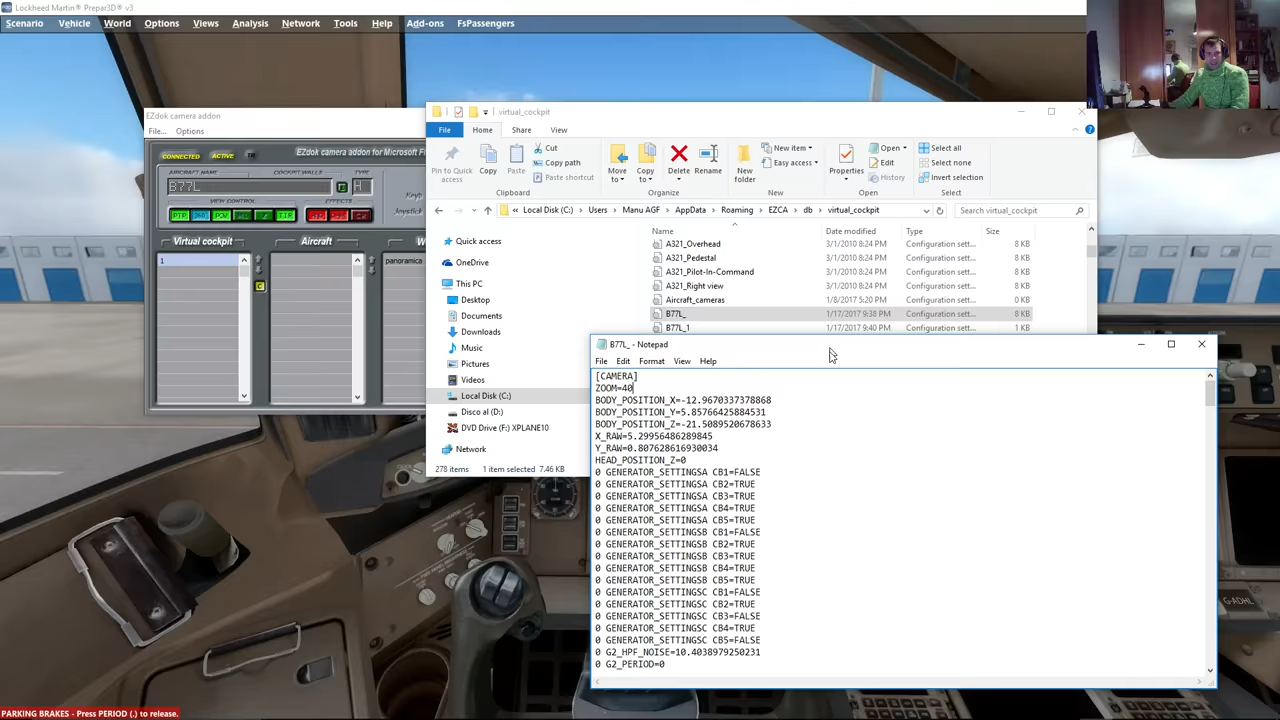 Lockheed Martin® Prepar3D® v3
Scenario Vehicle World Options Views Analysis Network Tools Help Add-ons FsPassengers
EZdok camera addon
File... Options
CONNECTED ACTIVE
EZdok camera addon for Microsoft Fl
AIRCRAFT NAME COCKPIT WALLS TYPE
B77L H
Keyb
VIEW CONTROL EFFECTS
Joystick
Virtual cockpit Aircraft W
1 panoramica
C
virtual_cockpit
File Home Share View
Pin to Quick access
Copy
Paste
Cut
Copy path
Paste shortcut
Clipboard
Move to
Copy to
Delete
Rename
Organize
New folder
New item
Easy access
New
Properties
Open
Edit
History
Open
Select all
Select none
Invert selection
Select
« Local Disk (C:) Users Manu AGF AppData Roaming EZCA db virtual_cockpit
Search virtual_cockpit
Quick access
OneDrive
This PC
Desktop
Documents
Downloads
Music
Pictures
Videos
Local Disk (C:)
Disco al (D:)
DVD Drive (F:) XPLANE10
Network
278 items 1 item selected 7.46 KB
Name Date modified Type Size
A321_Overhead 3/1/2010 8:24 PM Configuration sett... 8 KB
A321_Pedestal 3/1/2010 8:24 PM Configuration sett... 8 KB
A321_Pilot-In-Command 3/1/2010 8:24 PM Configuration sett... 8 KB
A321_Right view 3/1/2010 8:24 PM Configuration sett... 8 KB
Aircraft_cameras 1/8/2017 5:20 PM Configuration sett... 0 KB
B77L_ 1/17/2017 9:38 PM Configuration sett... 8 KB
B77L_1 1/17/2017 9:40 PM Configuration sett... 1 KB
B77L_ - Notepad
File Edit Format View Help
[CAMERA]
ZOOM=40
BODY_POSITION_X=-12.9670337378868
BODY_POSITION_Y=5.85766425884531
BODY_POSITION_Z=-21.5089520678633
X_RAW=5.29956486289845
Y_RAW=0.807628616930034
HEAD_POSITION_Z=0
0 GENERATOR_SETTINGSA CB1=FALSE
0 GENERATOR_SETTINGSA CB2=TRUE
0 GENERATOR_SETTINGSA CB3=TRUE
0 GENERATOR_SETTINGSA CB4=TRUE
0 GENERATOR_SETTINGSA CB5=TRUE
0 GENERATOR_SETTINGSB CB1=FALSE
0 GENERATOR_SETTINGSB CB2=TRUE
0 GENERATOR_SETTINGSB CB3=TRUE
0 GENERATOR_SETTINGSB CB4=TRUE
0 GENERATOR_SETTINGSB CB5=TRUE
0 GENERATOR_SETTINGSC CB1=FALSE
0 GENERATOR_SETTINGSC CB2=TRUE
0 GENERATOR_SETTINGSC CB3=FALSE
0 GENERATOR_SETTINGSC CB4=TRUE
0 GENERATOR_SETTINGSC CB5=FALSE
0 G2_HPF_NOISE=10.4038979250231
0 G2_PERIOD=0
G-ADHL
PARKING BRAKES - Press PERIOD (.) to release.